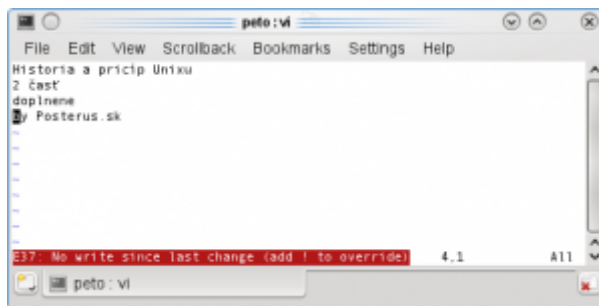 peto : vi
File Edit View Scrollback Bookmarks Settings Help
Historia a pricip Unixu
2 časť
doplnene
by Posterus.sk
~
~
~
~
~
~
~
~
E37: No write since last change (add ! to override) 4,1 All
peto : vi